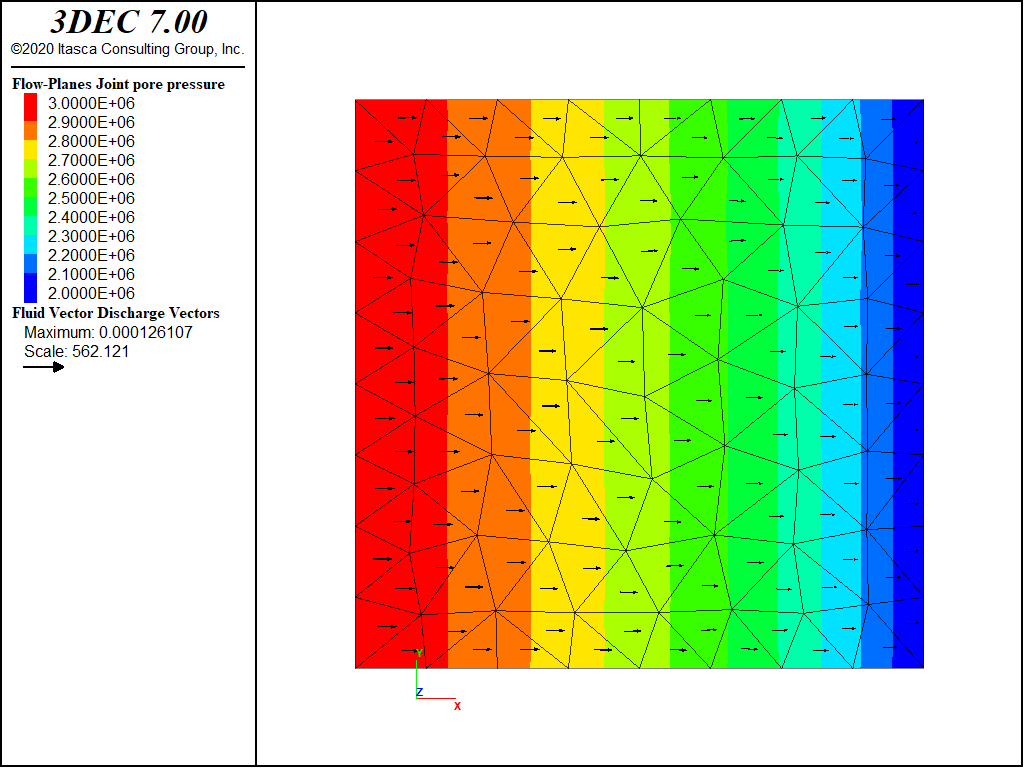 3DEC 7.00
©2020 Itasca Consulting Group, Inc.
Flow-Planes Joint pore pressure
3.0000E+06
2.9000E+06
2.8000E+06
2.7000E+06
2.6000E+06
2.5000E+06
2.4000E+06
2.3000E+06
2.2000E+06
2.1000E+06
2.0000E+06
Fluid Vector Discharge Vectors
Maximum: 0.000126107
Scale: 562.121
Y
Z
X